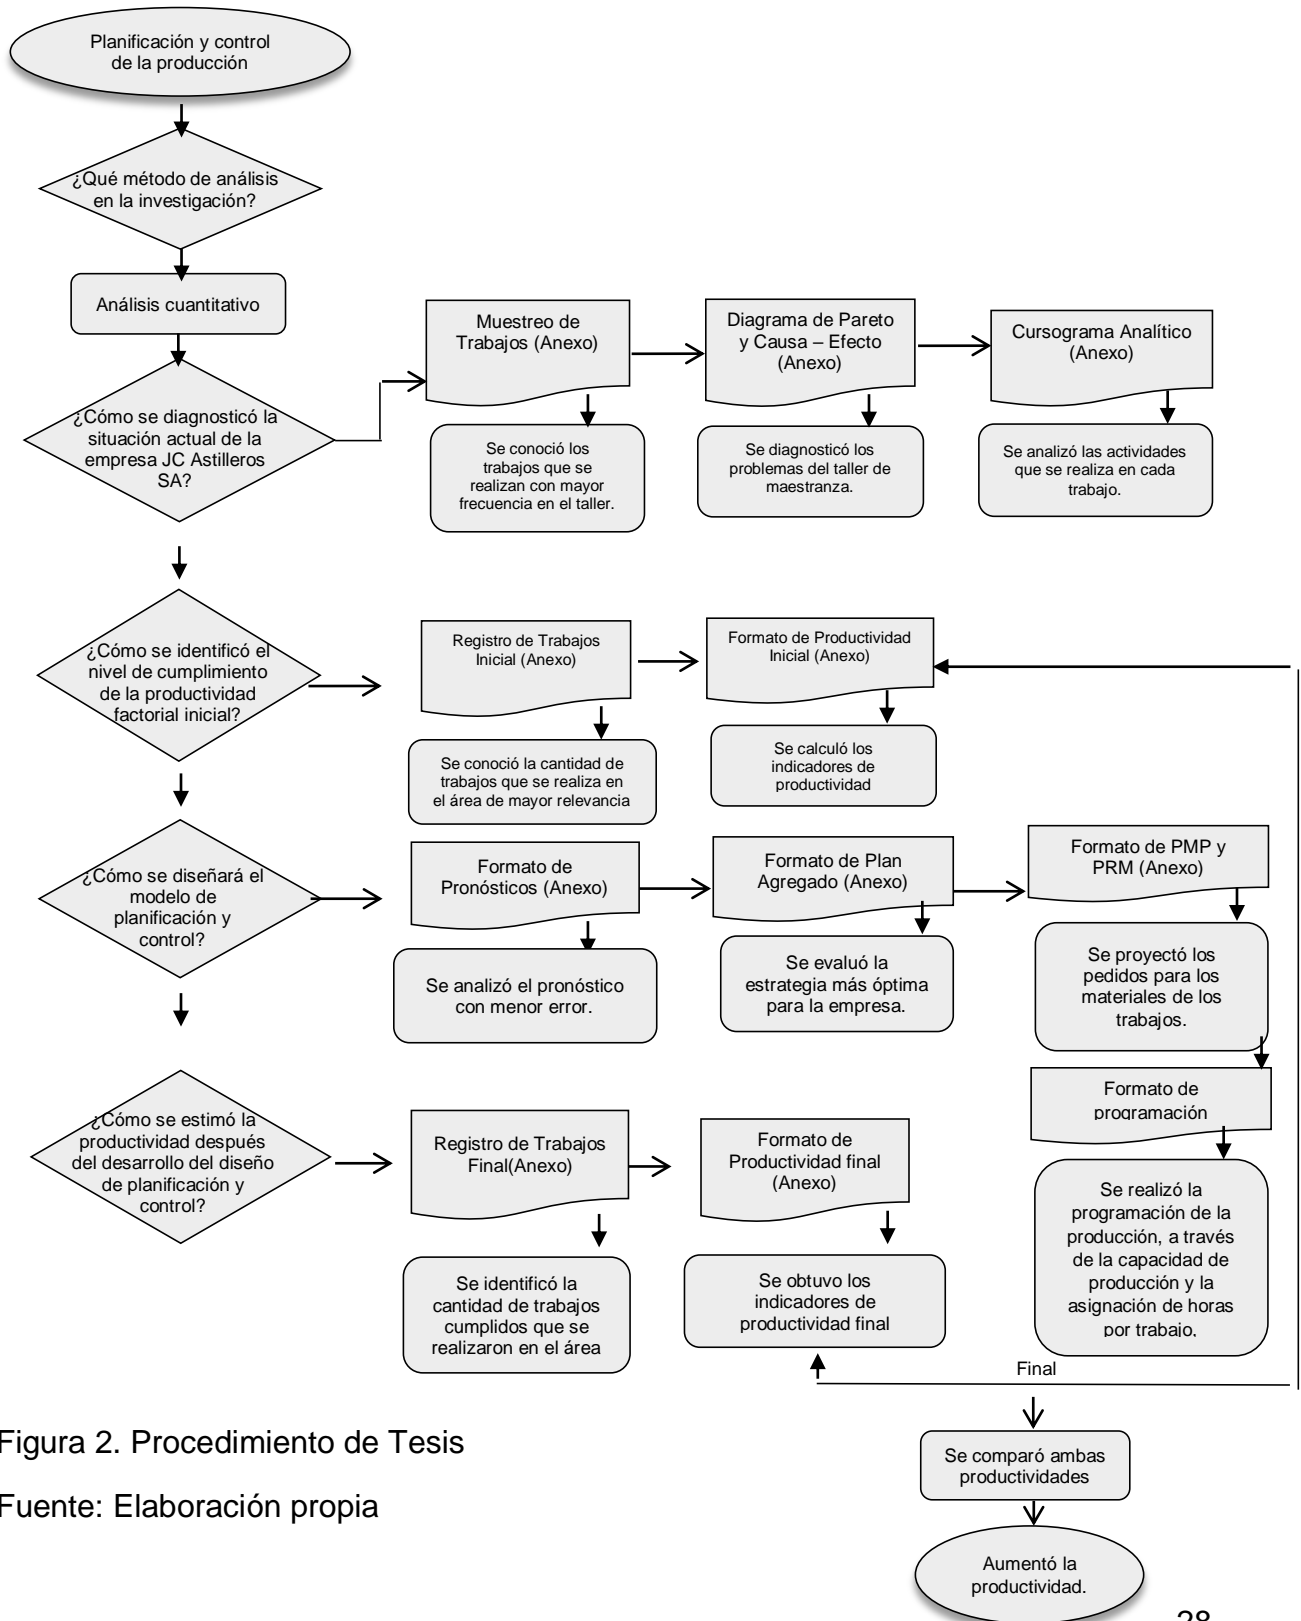 Planificación y control
de la producción
¿Qué método de análisis
en la investigación?
Análisis cuantitativo
¿Cómo se diagnosticó la
situación actual de la
empresa JC Astilleros
SA?
Muestreo de
Trabajos (Anexo)
Diagrama de Pareto
y Causa – Efecto
(Anexo)
Cursograma Analítico
(Anexo)
Se conoció los
trabajos que se
realizan con mayor
frecuencia en el taller.
Se diagnosticó los
problemas del taller de
maestranza.
Se analizó las actividades
que se realiza en cada
trabajo.
¿Cómo se identificó el
nivel de cumplimiento
de la productividad
factorial inicial?
Registro de Trabajos
Inicial (Anexo)
Formato de Productividad
Inicial (Anexo)
Se conoció la cantidad de
trabajos que se realiza en
el área de mayor relevancia
Se calculó los
indicadores de
productividad
¿Cómo se diseñará el
modelo de
planificación y
control?
Formato de
Pronósticos (Anexo)
Formato de Plan
Agregado (Anexo)
Formato de PMP y
PRM (Anexo)
Se analizó el pronóstico
con menor error.
Se evaluó la
estrategia más óptima
para la empresa.
Se proyectó los
pedidos para los
materiales de los
trabajos.
Formato de
programación
Se realizó la
programación de la
producción, a través
de la capacidad de
producción y la
asignación de horas
por trabajo.
¿Cómo se estimó la
productividad después
del desarrollo del diseño
de planificación y
control?
Registro de Trabajos
Final(Anexo)
Formato de
Productividad final
(Anexo)
Se identificó la
cantidad de trabajos
cumplidos que se
realizaron en el área
Se obtuvo los
indicadores de
productividad final
Final
Se comparó ambas
productividades
Aumentó la
productividad.
Figura 2. Procedimiento de Tesis
Fuente: Elaboración propia
28